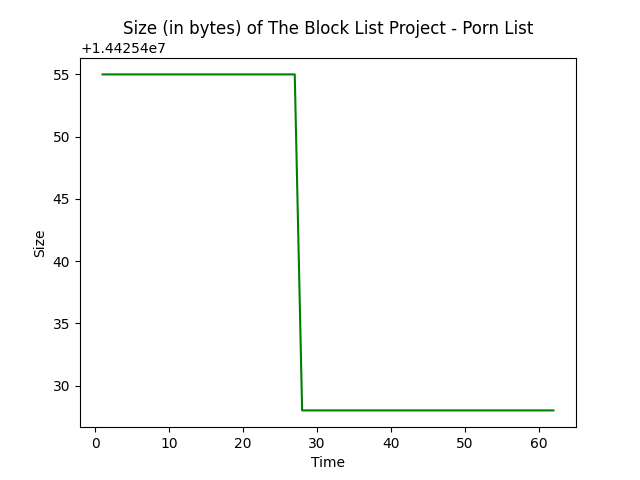 Size (in bytes) of The Block List Project - Porn List
+1.44254e7
55
50
45
40
35
30
Size
0 10 20 30 40 50 60
Time